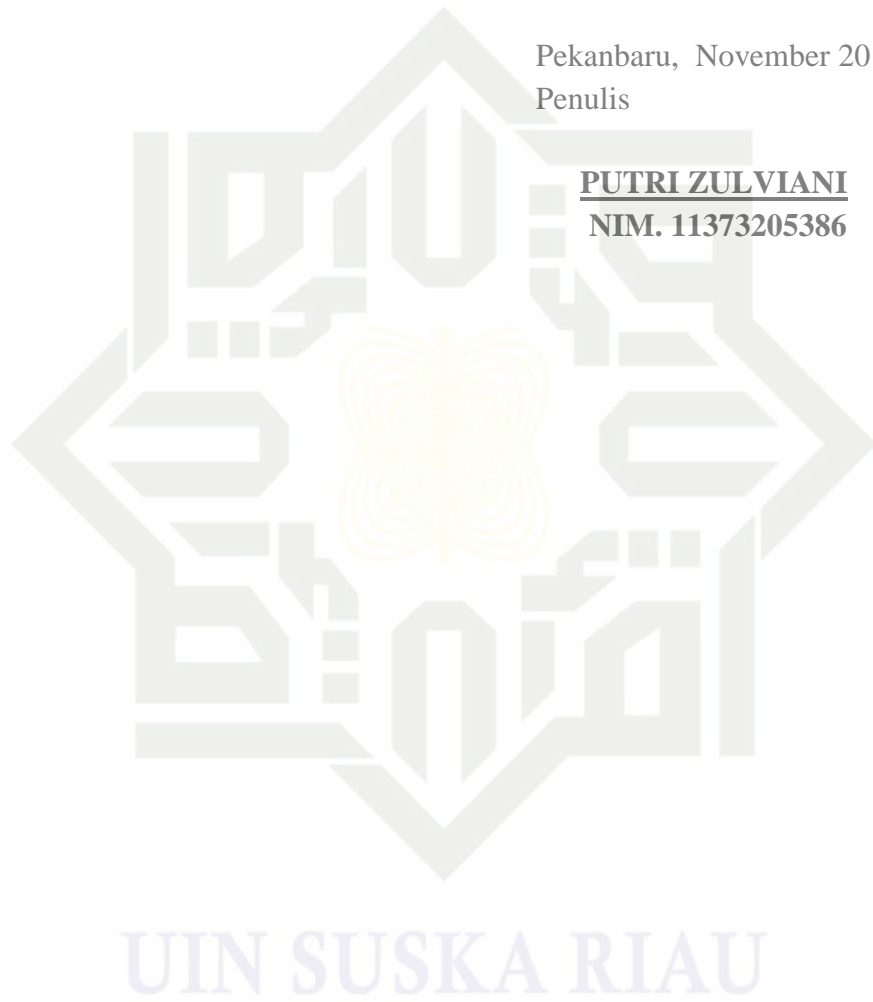 Pekanbaru, November 20
Penulis
PUTRI ZULVIANI
NIM. 11373205386
UIN SUSKA RIAU